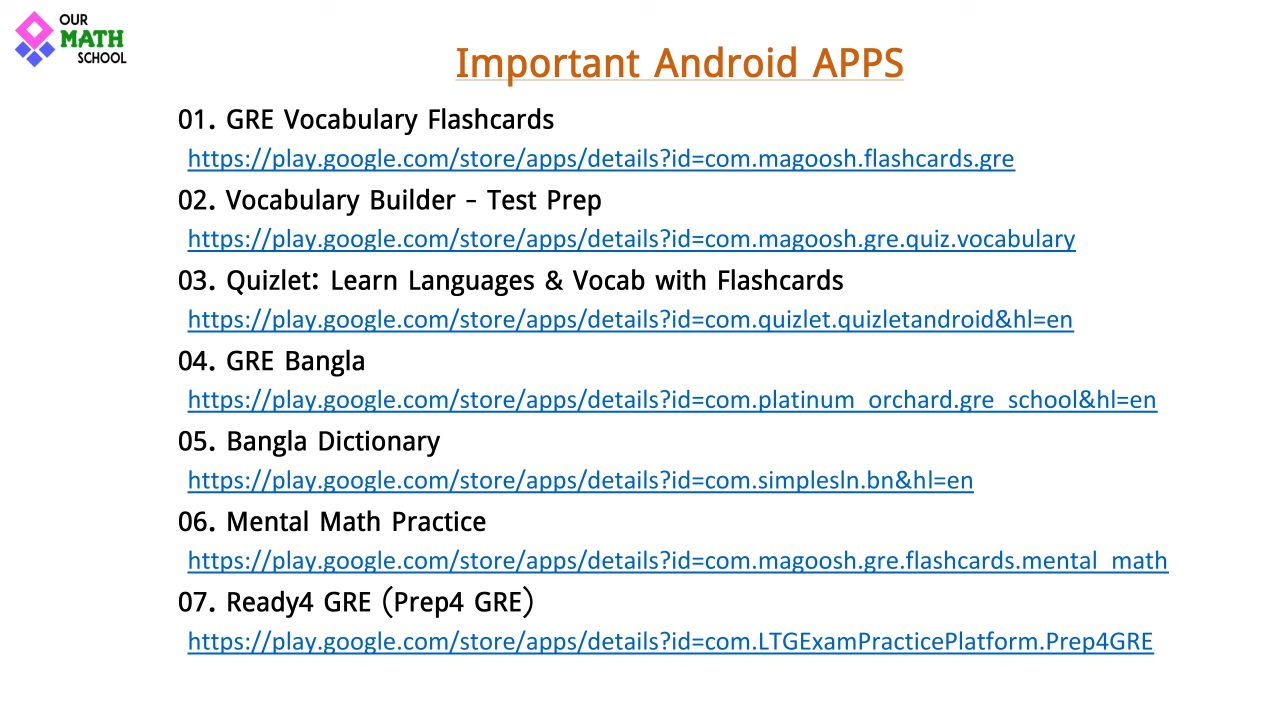 OUR
MATH
SCHOOL
Important Android APPS
01. GRE Vocabulary Flashcards
https://play.google.com/store/apps/details?id=com.magoosh.flashcards.gre
02. Vocabulary Builder - Test Prep
https://play.google.com/store/apps/details?id=com.magoosh.gre.quiz.vocabulary
03. Quizlet: Learn Languages & Vocab with Flashcards
https://play.google.com/store/apps/details?id=com.quizlet.quizletandroid&hl=en
04. GRE Bangla
https://play.google.com/store/apps/details?id=com.platinum_orchard.gre_school&hl=en
05. Bangla Dictionary
https://play.google.com/store/apps/details?id=com.simplesln.bn&hl=en
06. Mental Math Practice
https://play.google.com/store/apps/details?id=com.magoosh.gre.flashcards.mental_math
07. Ready4 GRE (Prep4 GRE)
https://play.google.com/store/apps/details?id=com.LTGExamPracticePlatform.Prep4GRE